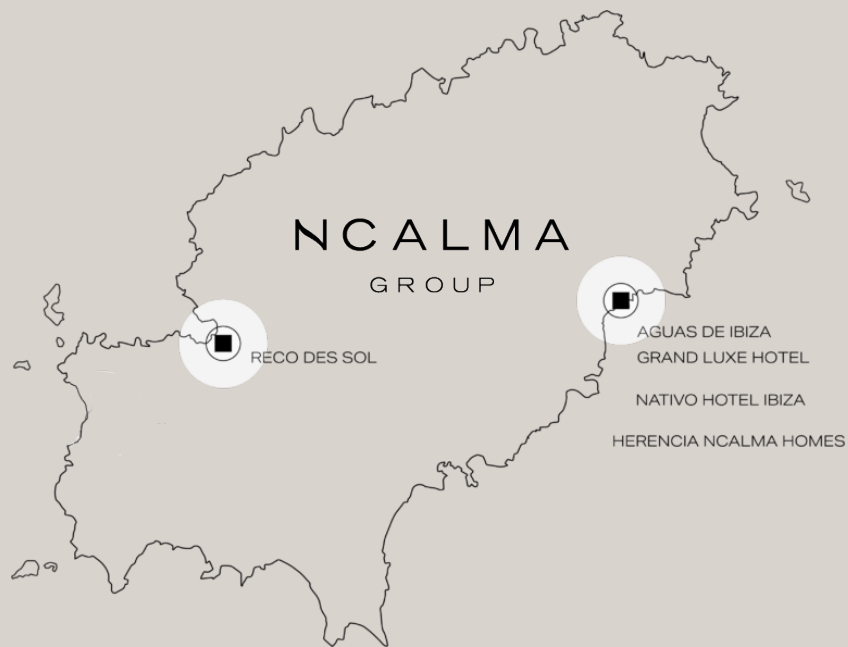 NCALMA
GROUP
RECO DES SOL
AGUAS DE IBIZA
GRAND LUXE HOTEL
NATIVO HOTEL IBIZA
HERENCIA NCALMA HOMES